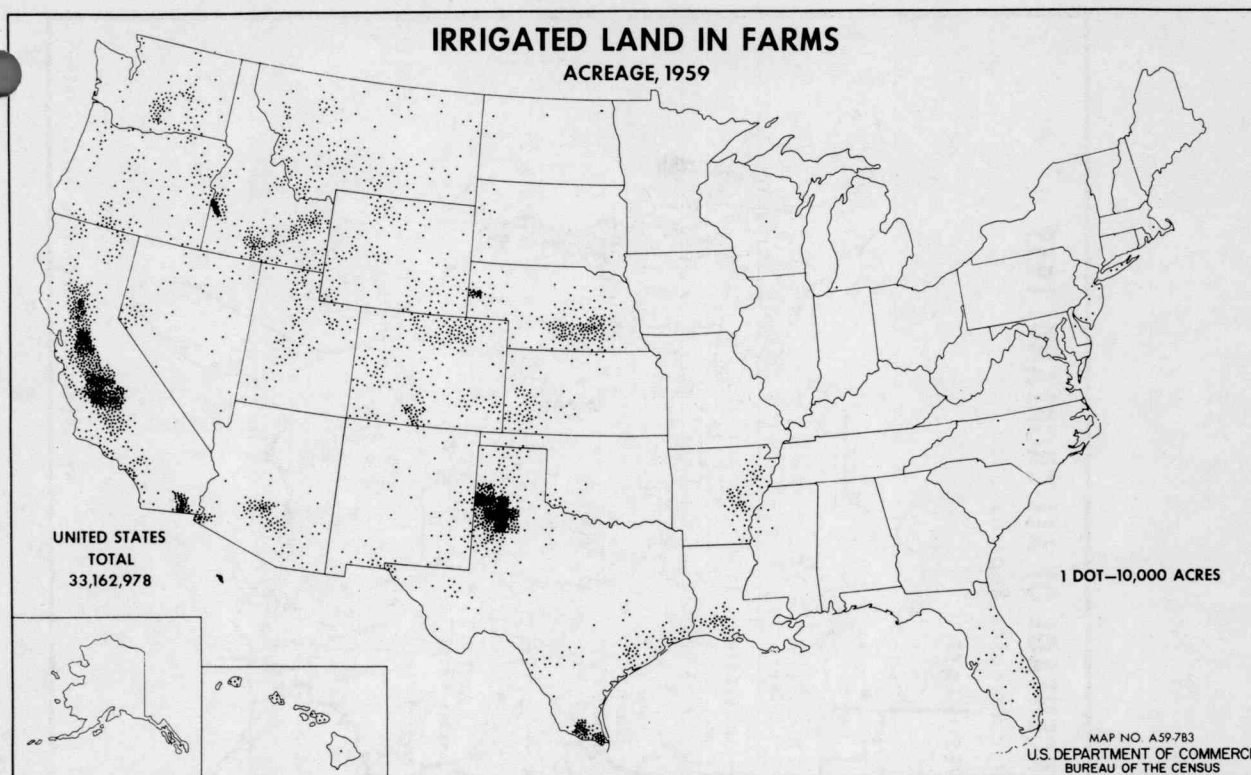 IRRIGATED LAND IN FARMS
ACREAGE, 1959
UNITED STATES
TOTAL
33,162,978
1 DOT—10,000 ACRES
MAP NO. A59-783
U.S. DEPARTMENT OF COMMERC
BUREAU OF THE CENSUS